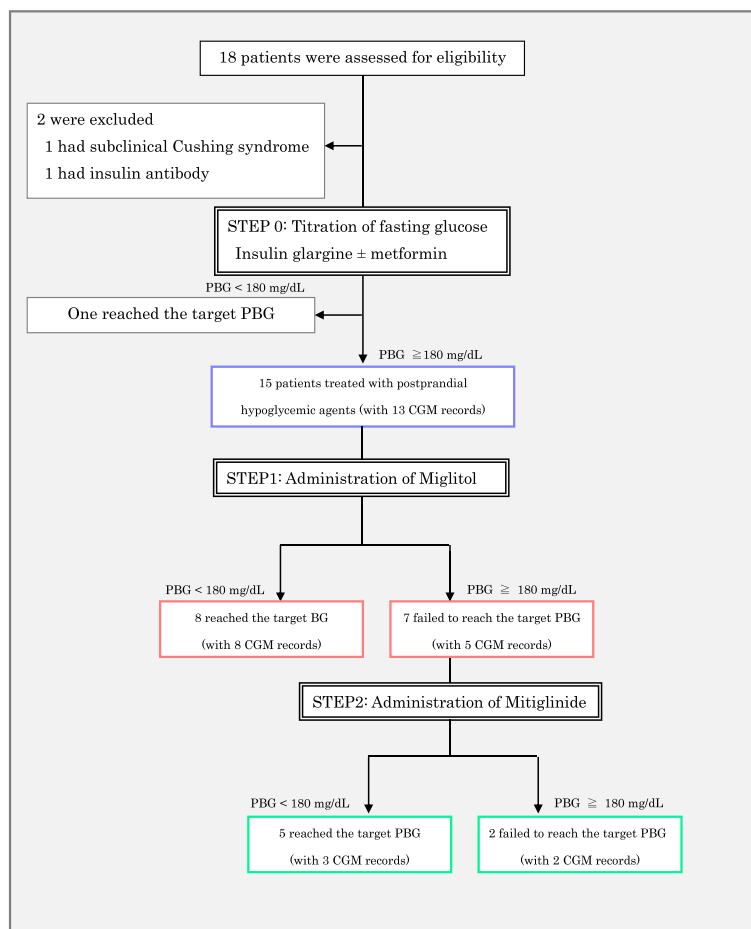 18 patients were assessed for eligibility
2 were excluded
1 had subclinical Cushing syndrome
1 had insulin antibody
STEP 0: Titration of fasting glucose
Insulin glargine ± metformin
PBG < 180 mg/dL
One reached the target PBG
PBG ≧180 mg/dL
15 patients treated with postprandial
hypoglycemic agents (with 13 CGM records)
STEP1: Administration of Miglitol
PBG < 180 mg/dL
PBG ≧ 180 mg/dL
8 reached the target BG
(with 8 CGM records)
7 failed to reach the target PBG
(with 5 CGM records)
STEP2: Administration of Mitiglinide
PBG < 180 mg/dL
PBG ≧ 180 mg/dL
5 reached the target PBG
(with 3 CGM records)
2 failed to reach the target PBG
(with 2 CGM records)